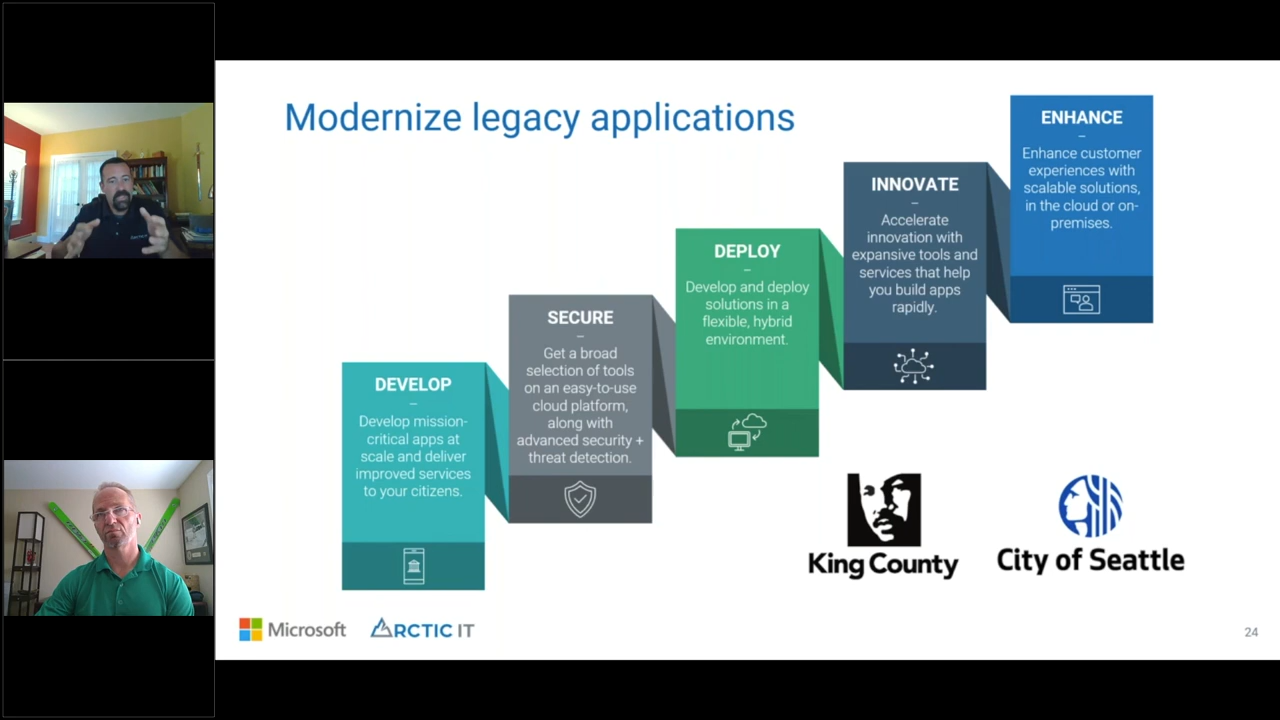 Modernize legacy applications
DEVELOP
–
Develop mission-
critical apps at
scale and deliver
improved services
to your citizens.
SECURE
–
Get a broad
selection of tools
on an easy-to-use
cloud platform,
along with
advanced security +
threat detection.
DEPLOY
–
Develop and deploy
solutions in a
flexible, hybrid
environment.
INNOVATE
–
Accelerate
innovation with
expansive tools and
services that help
you build apps
rapidly.
ENHANCE
–
Enhance customer
experiences with
scalable solutions,
in the cloud or on-
premises.
King County
City of Seattle
Microsoft
ARCTIC IT
24